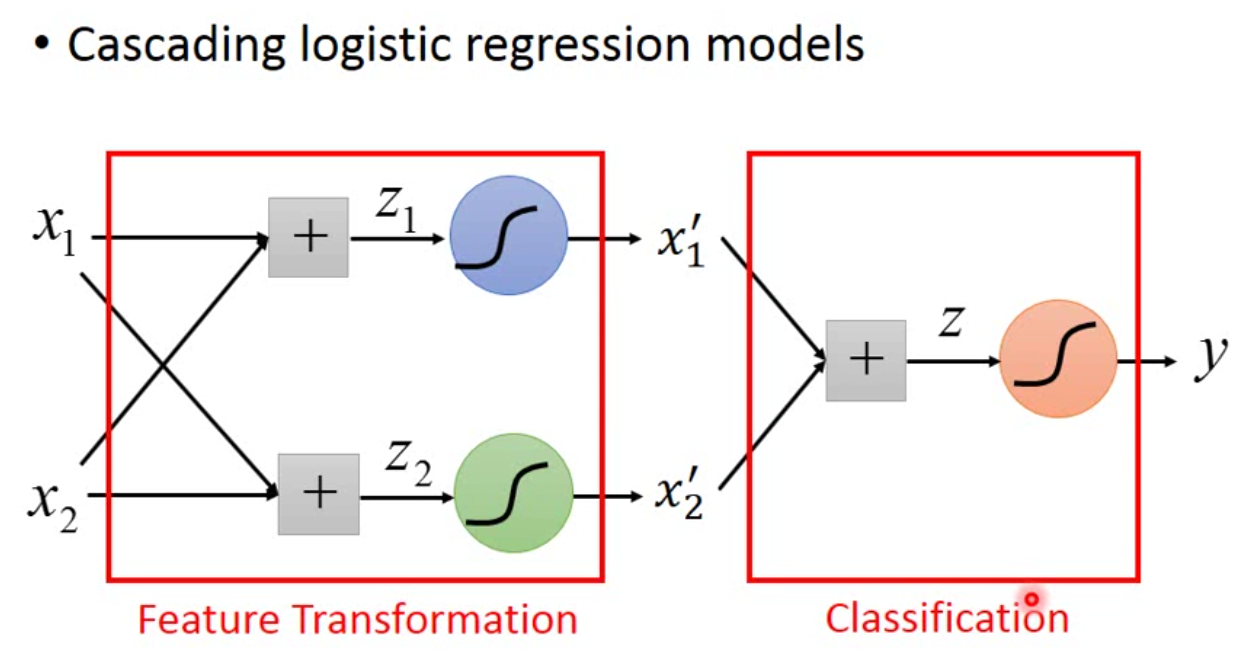 • Cascading logistic regression models
x₁ + z₁ x′₁
+ z y
x₂ + z₂ x′₂
Feature Transformation
Classification